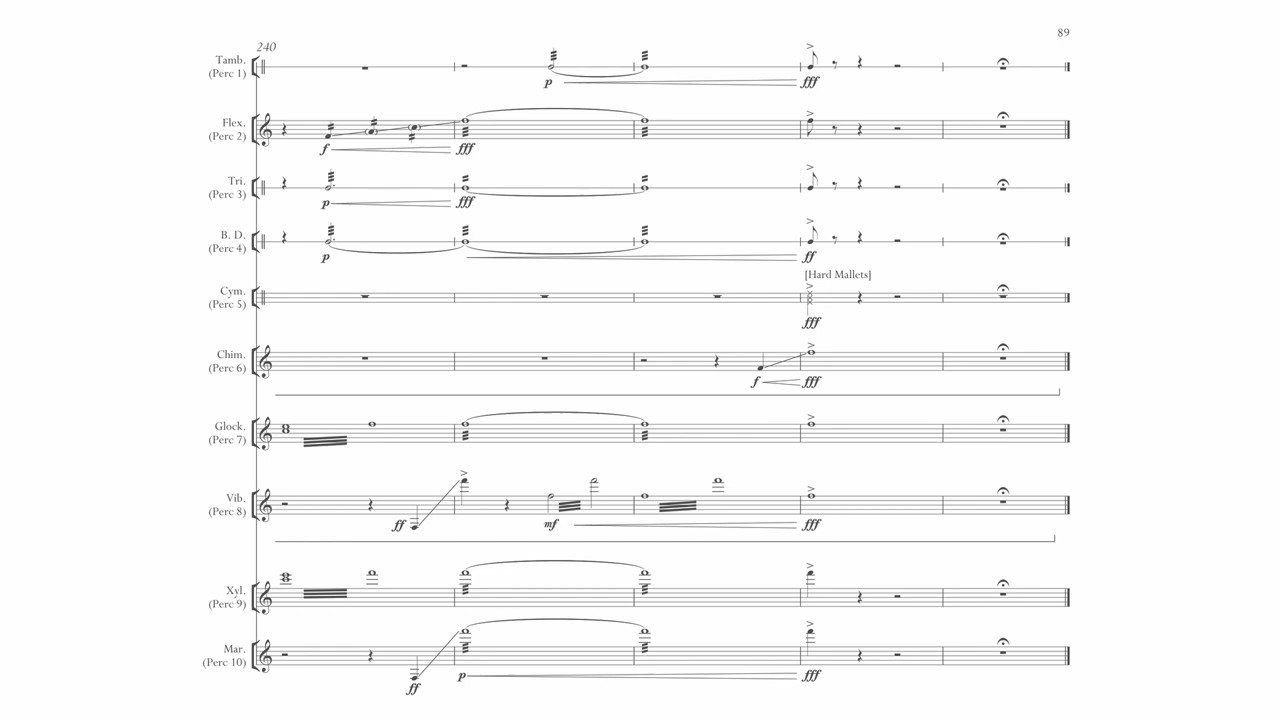 89
240
Tamb.
(Perc 1)
p fff
Flex.
(Perc 2)
f fff
Tri.
(Perc 3)
p fff
B. D.
(Perc 4)
p ff
[Hard Mallets]
Cym.
(Perc 5)
fff
Chim.
(Perc 6)
f fff
Glock.
(Perc 7)
Vib.
(Perc 8)
ff mf fff
Xyl.
(Perc 9)
Mar.
(Perc 10)
ff p fff